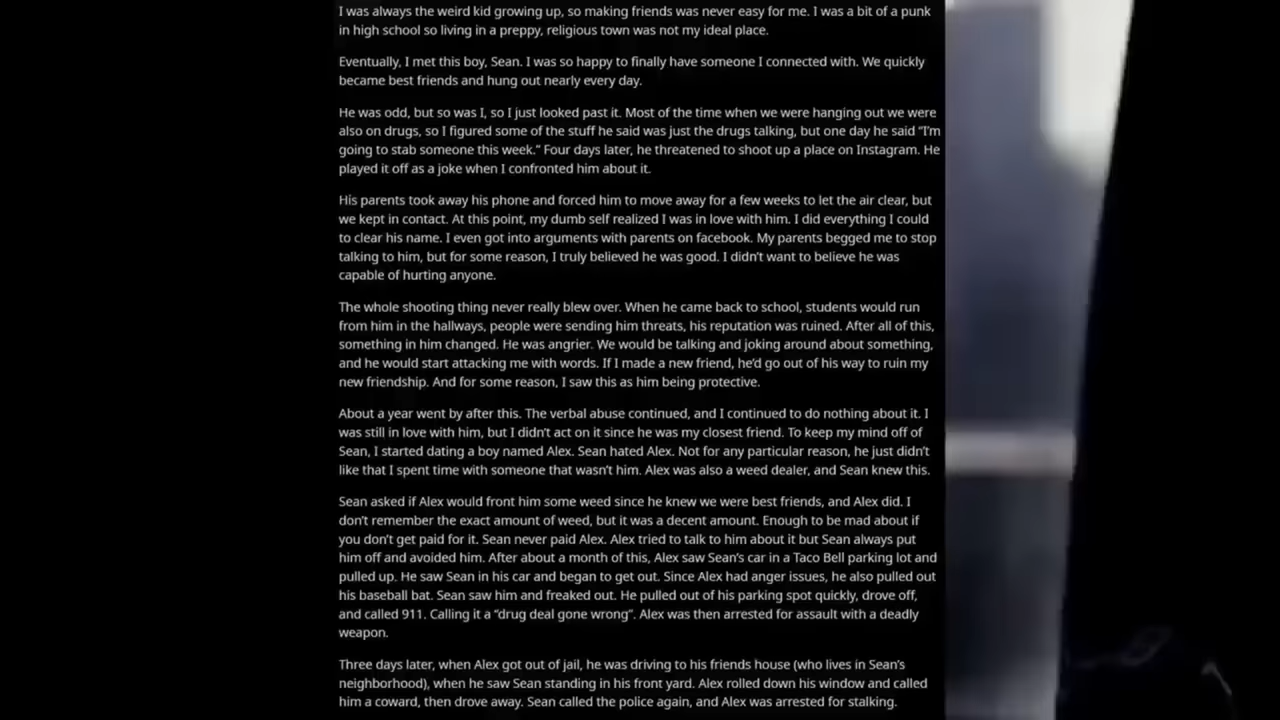 I was always the weird kid growing up, so making friends was never easy for me. I was a bit of a punk
in high school so living in a preppy, religious town was not my ideal place.
Eventually, I met this boy, Sean. I was so happy to finally have someone I connected with. We quickly
became best friends and hung out nearly every day.
He was odd, but so was I, so I just looked past it. Most of the time when we were hanging out we were
also on drugs, so I figured some of the stuff he said was just the drugs talking, but one day he said “I’m
going to stab someone this week.” Four days later, he threatened to shoot up a place on Instagram. He
played it off as a joke when I confronted him about it.
His parents took away his phone and forced him to move away for a few weeks to let the air clear, but
we kept in contact. At this point, my dumb self realized I was in love with him. I did everything I could
to clear his name. I even got into arguments with parents on facebook. My parents begged me to stop
talking to him, but for some reason, I truly believed he was good. I didn’t want to believe he was
capable of hurting anyone.
The whole shooting thing never really blew over. When he came back to school, students would run
from him in the hallways, people were sending him threats, his reputation was ruined. After all of this,
something in him changed. He was angrier. We would be talking and joking around about something,
and he would start attacking me with words. If I made a new friend, he’d go out of his way to ruin my
new friendship. And for some reason, I saw this as him being protective.
About a year went by after this. The verbal abuse continued, and I continued to do nothing about it. I
was still in love with him, but I didn’t act on it since he was my closest friend. To keep my mind off of
Sean, I started dating a boy named Alex. Sean hated Alex. Not for any particular reason, he just didn’t
like that I spent time with someone that wasn’t him. Alex was also a weed dealer, and Sean knew this.
Sean asked if Alex would front him some weed since he knew we were best friends, and Alex did. I
don’t remember the exact amount of weed, but it was a decent amount. Enough to be mad about if
you don’t get paid for it. Sean never paid Alex. Alex tried to talk to him about it but Sean always put
him off and avoided him. After about a month of this, Alex saw Sean’s car in a Taco Bell parking lot and
pulled up. He saw Sean in his car and began to get out. Since Alex had anger issues, he also pulled out
his baseball bat. Sean saw him and freaked out. He pulled out of his parking spot quickly, drove off,
and called 911. Calling it a “drug deal gone wrong”. Alex was then arrested for assault with a deadly
weapon.
Three days later, when Alex got out of jail, he was driving to his friends house (who lives in Sean’s
neighborhood), when he saw Sean standing in his front yard. Alex rolled down his window and called
him a coward, then drove away. Sean called the police again, and Alex was arrested for stalking.